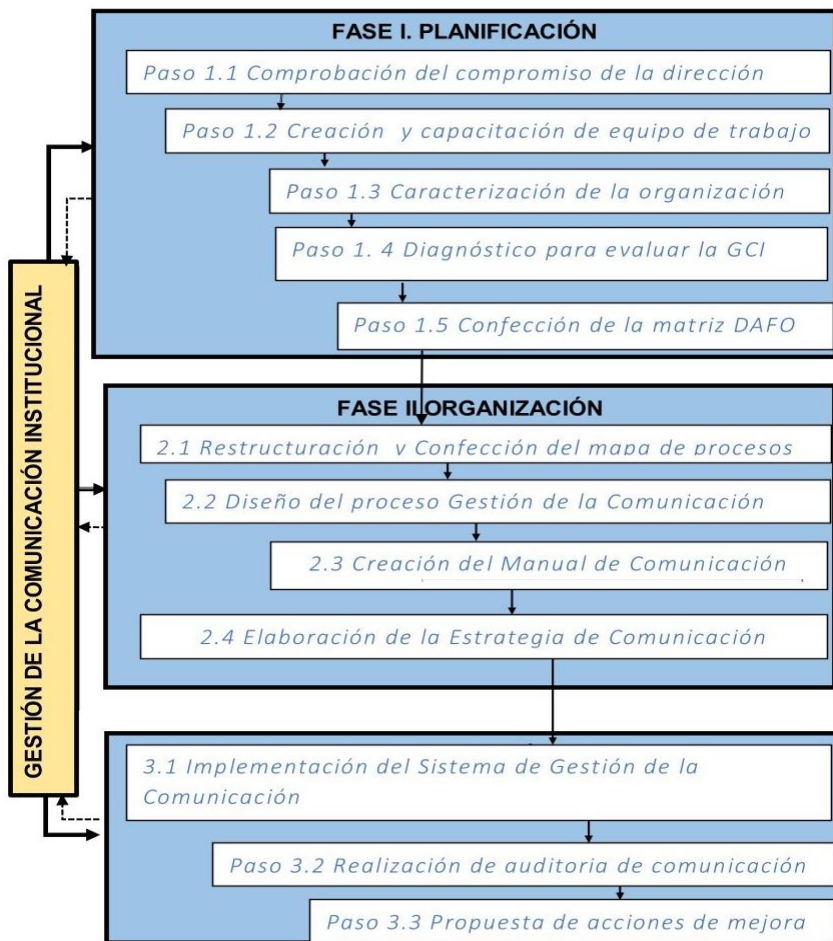 FASE I. PLANIFICACIÓN
Paso 1.1 Comprobación del compromiso de la dirección
Paso 1.2 Creación y capacitación de equipo de trabajo
Paso 1.3 Caracterización de la organización
Paso 1. 4 Diagnóstico para evaluar la GCI
Paso 1.5 Confección de la matriz DAFO
GESTIÓN DE LA COMUNICACIÓN INSTITUCIONAL
FASE II.ORGANIZACIÓN
2.1 Restructuración y Confección del mapa de procesos
2.2 Diseño del proceso Gestión de la Comunicación
2.3 Creación del Manual de Comunicación
2.4 Elaboración de la Estrategia de Comunicación
3.1 Implementación del Sistema de Gestión de la
Comunicación
Paso 3.2 Realización de auditoria de comunicación
Paso 3.3 Propuesta de acciones de mejora